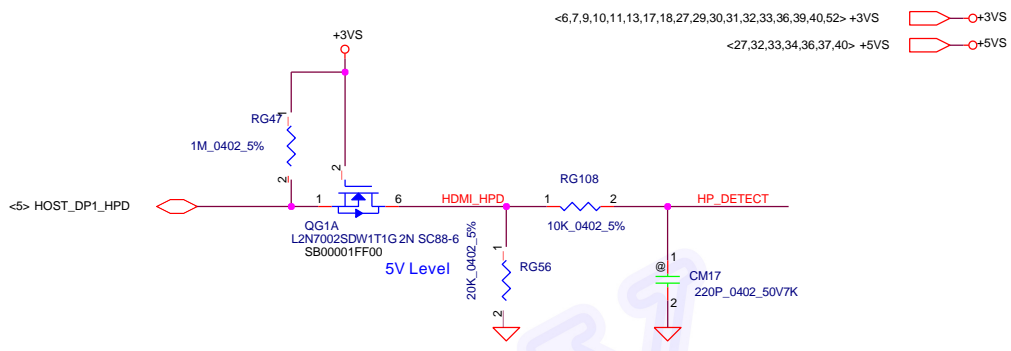 <6,7,9,10,11,13,17,18,27,29,30,31,32,33,36,39,40,52> +3VS
+3VS
<27,32,33,34,36,37,40> +5VS
+5VS
+3VS
1
RG47
1M_0402_5%
2
2
<5> HOST_DP1_HPD
1
6
QG1A
L2N7002SDW1T1G 2N SC88-6
SB00001FF00
5V Level
HDMI_HPD
RG108
1
2
10K_0402_5%
HP_DETECT
20K_0402_5%
1
RG56
2
@
1
CM17
220P_0402_50V7K
2